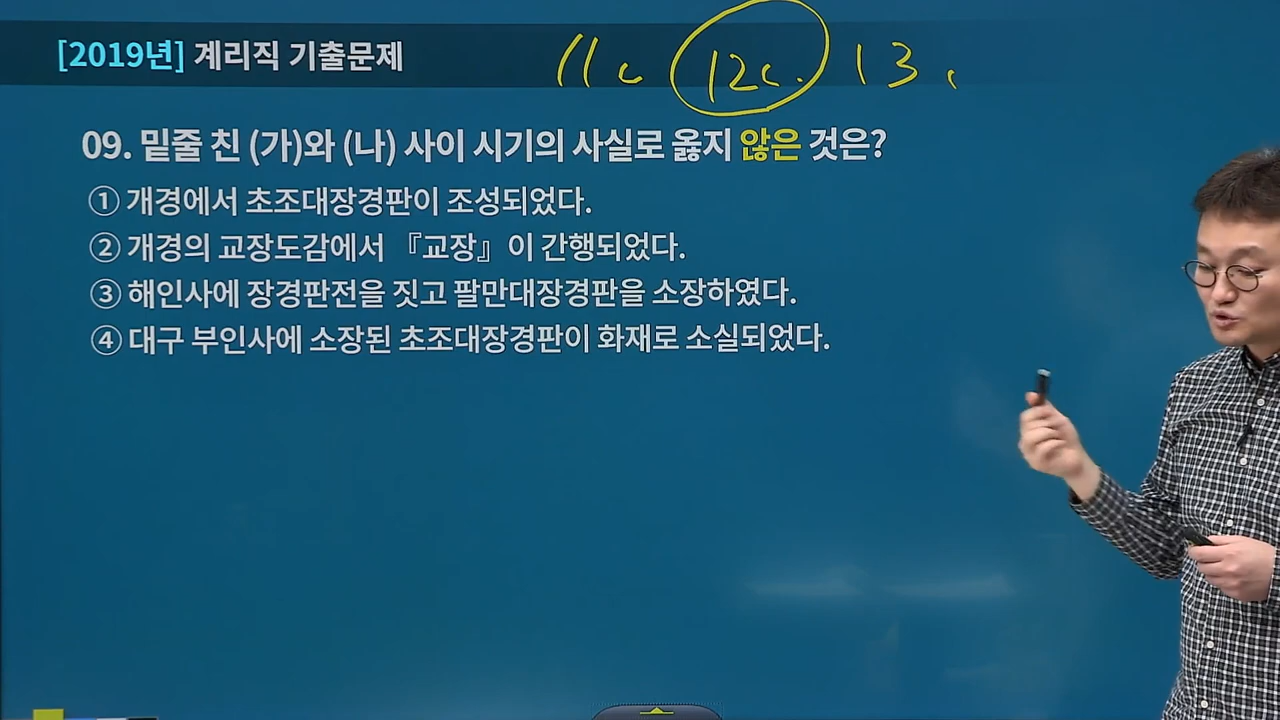 [2019년] 계리직 기출문제 11c 12c. 13c
09. 밑줄 친 (가)와 (나) 사이 시기의 사실로 옳지 않은 것은?
① 개경에서 초조대장경판이 조성되었다.
② 개경의 교장도감에서 『교장』이 간행되었다.
③ 해인사에 장경판전을 짓고 팔만대장경판을 소장하였다.
④ 대구 부인사에 소장된 초조대장경판이 화재로 소실되었다.